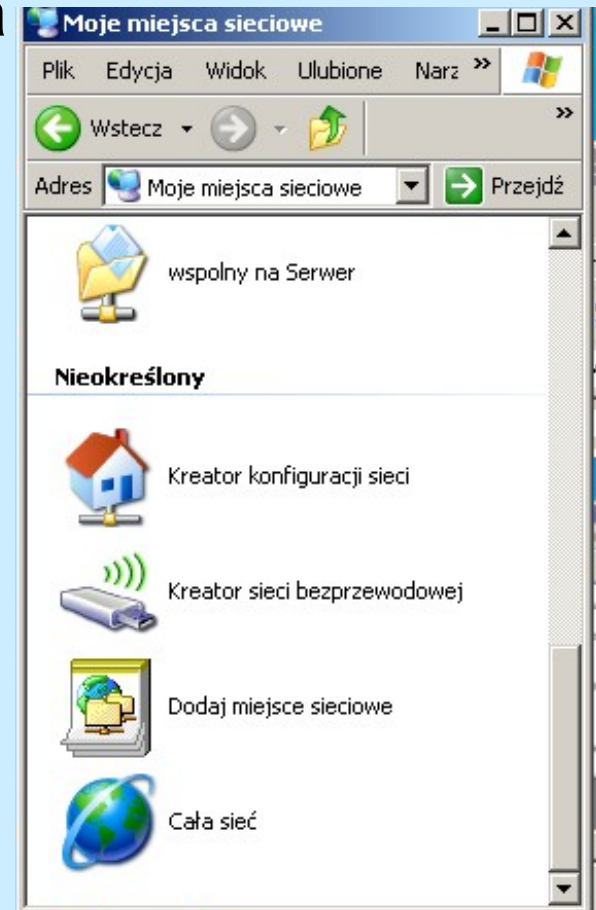 Moje miejsca sieciowe
Plik Edycja Widok Ulubione Narz »
Wstecz »
Adres Moje miejsca sieciowe Przejdź
wspolny na Serwer
Nieokreślony
Kreator konfiguracji sieci
Kreator sieci bezprzewodowej
Dodaj miejsce sieciowe
Cała sieć